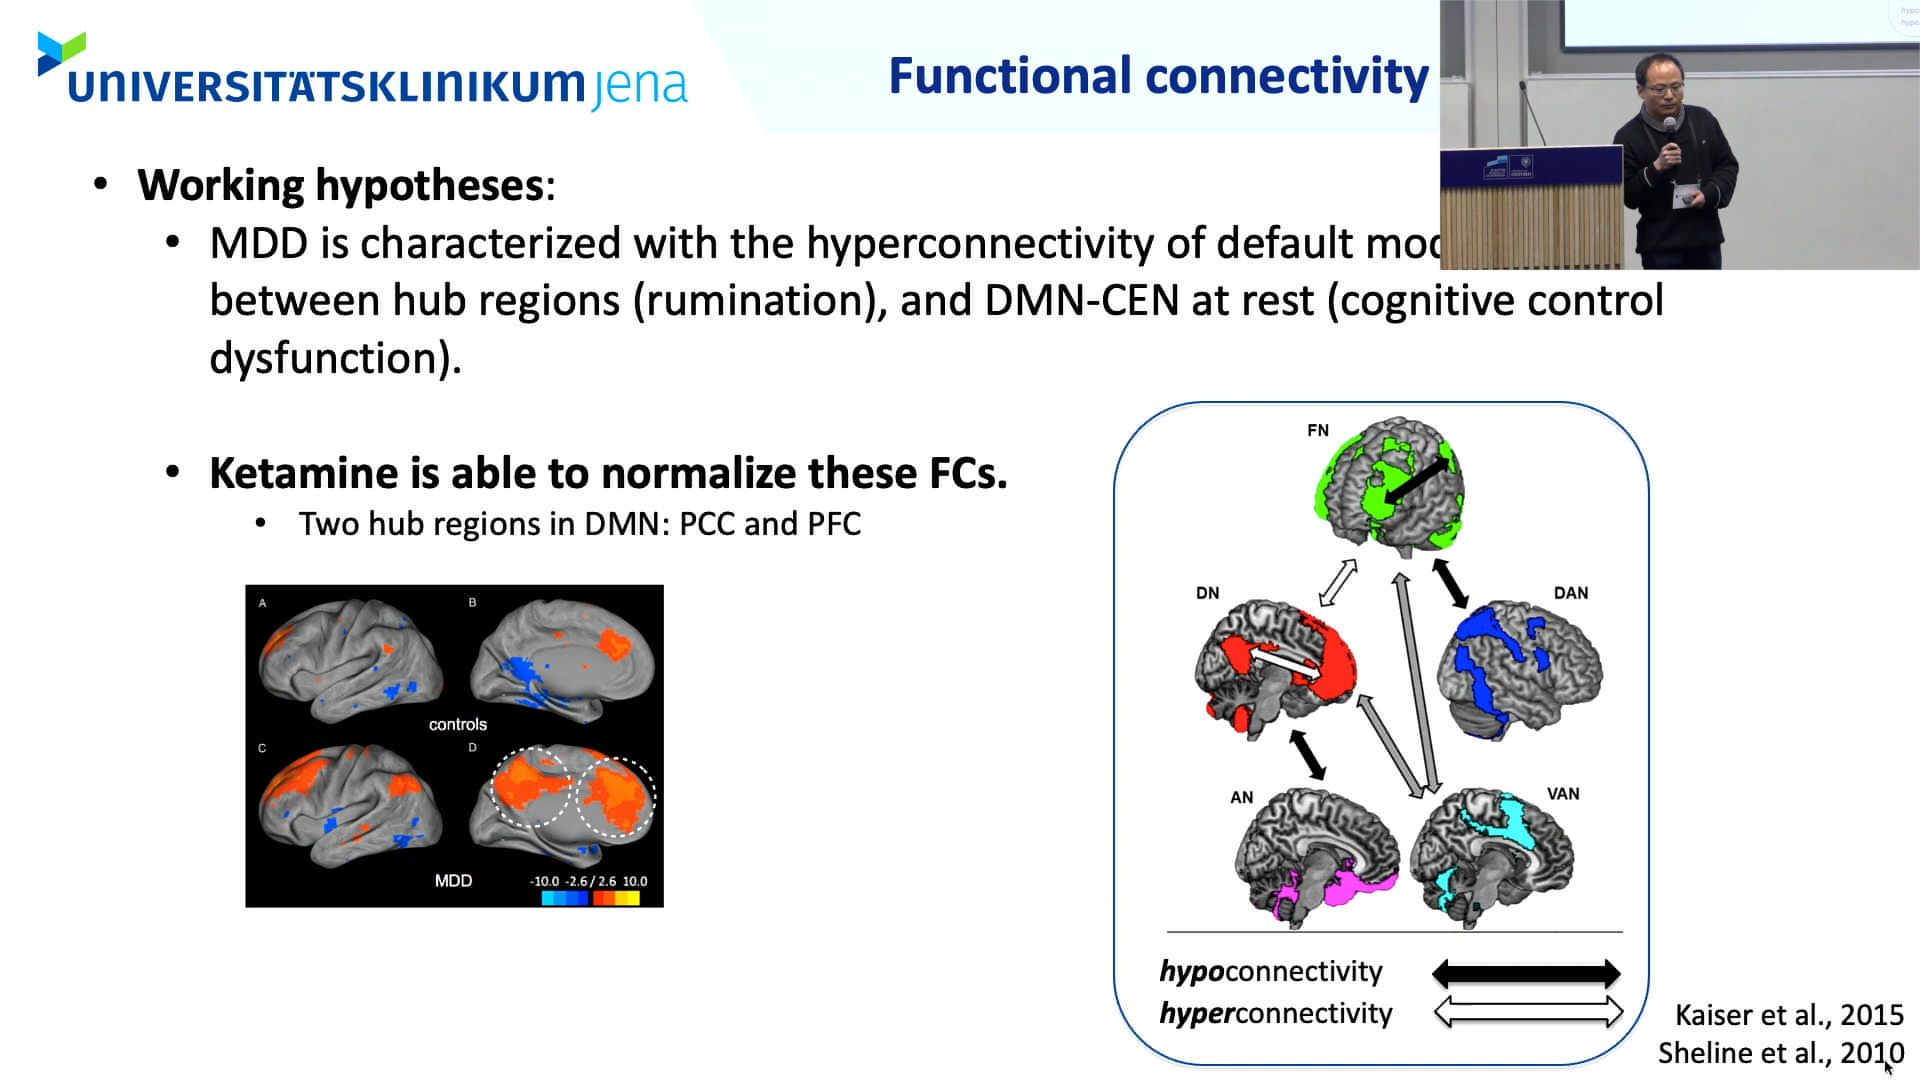 UNIVERSITÄTSKLINIKUM jena
Functional connectivity
hypo
hype
OXFORD
• Working hypotheses:
• MDD is characterized with the hyperconnectivity of default
between hub regions (rumination), and DMN-CEN at rest (cognitive control
dysfunction).
• Ketamine is able to normalize these FCs.
• Two hub regions in DMN: PCC and PFC
A
B
controls
C
D
MDD
-10.0 -2.6 / 2.6 10.0
FN
DN
DAN
AN
VAN
hypoconnectivity
hyperconnectivity
Kaiser et al., 2015
Sheline et al., 2010